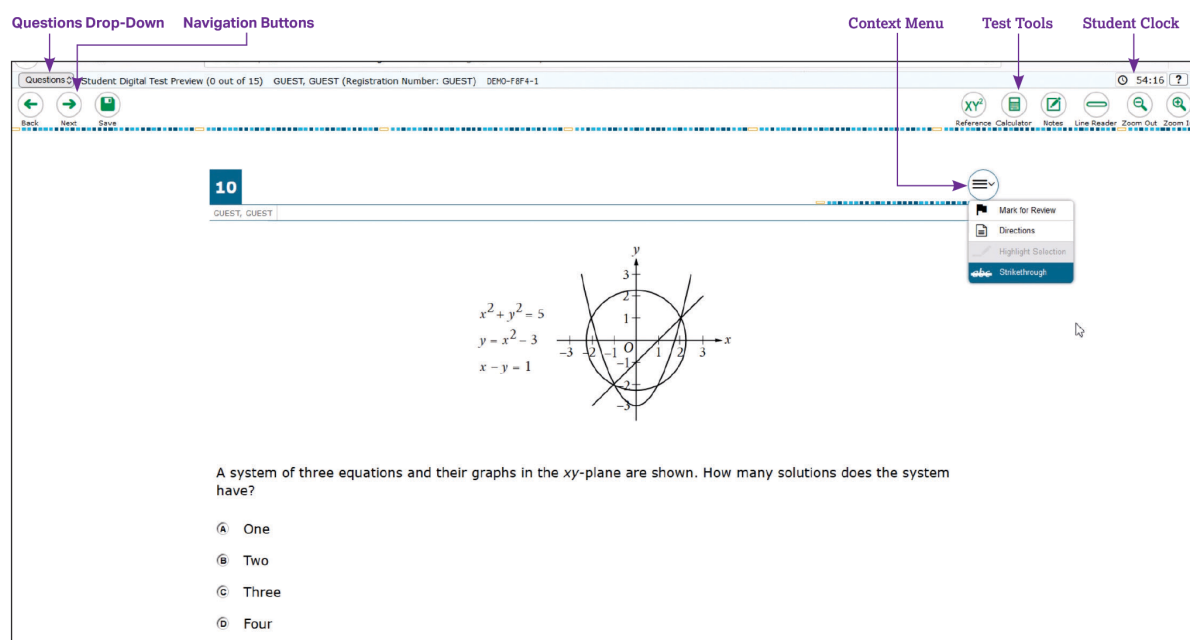 Questions Drop-Down Navigation Buttons Context Menu Test Tools Student Clock
Questions Student Digital Test Preview (0 out of 15) GUEST, GUEST (Registration Number: GUEST) DEMO-F8F4-1 54:16 ?
XY²
Back Next Save Reference Calculator Notes Line Reader Zoom Out Zoom I
10
GUEST, GUEST
Mark for Review
Directions
Highlight Selection
abc Strikethrough
x² + y² = 5
y = x² – 3
x – y = 1
y
3
2
1
–3 –2 –1 O 1 2 3 x
–1
–2
–3
A system of three equations and their graphs in the xy-plane are shown. How many solutions does the system
have?
A One
B Two
C Three
D Four